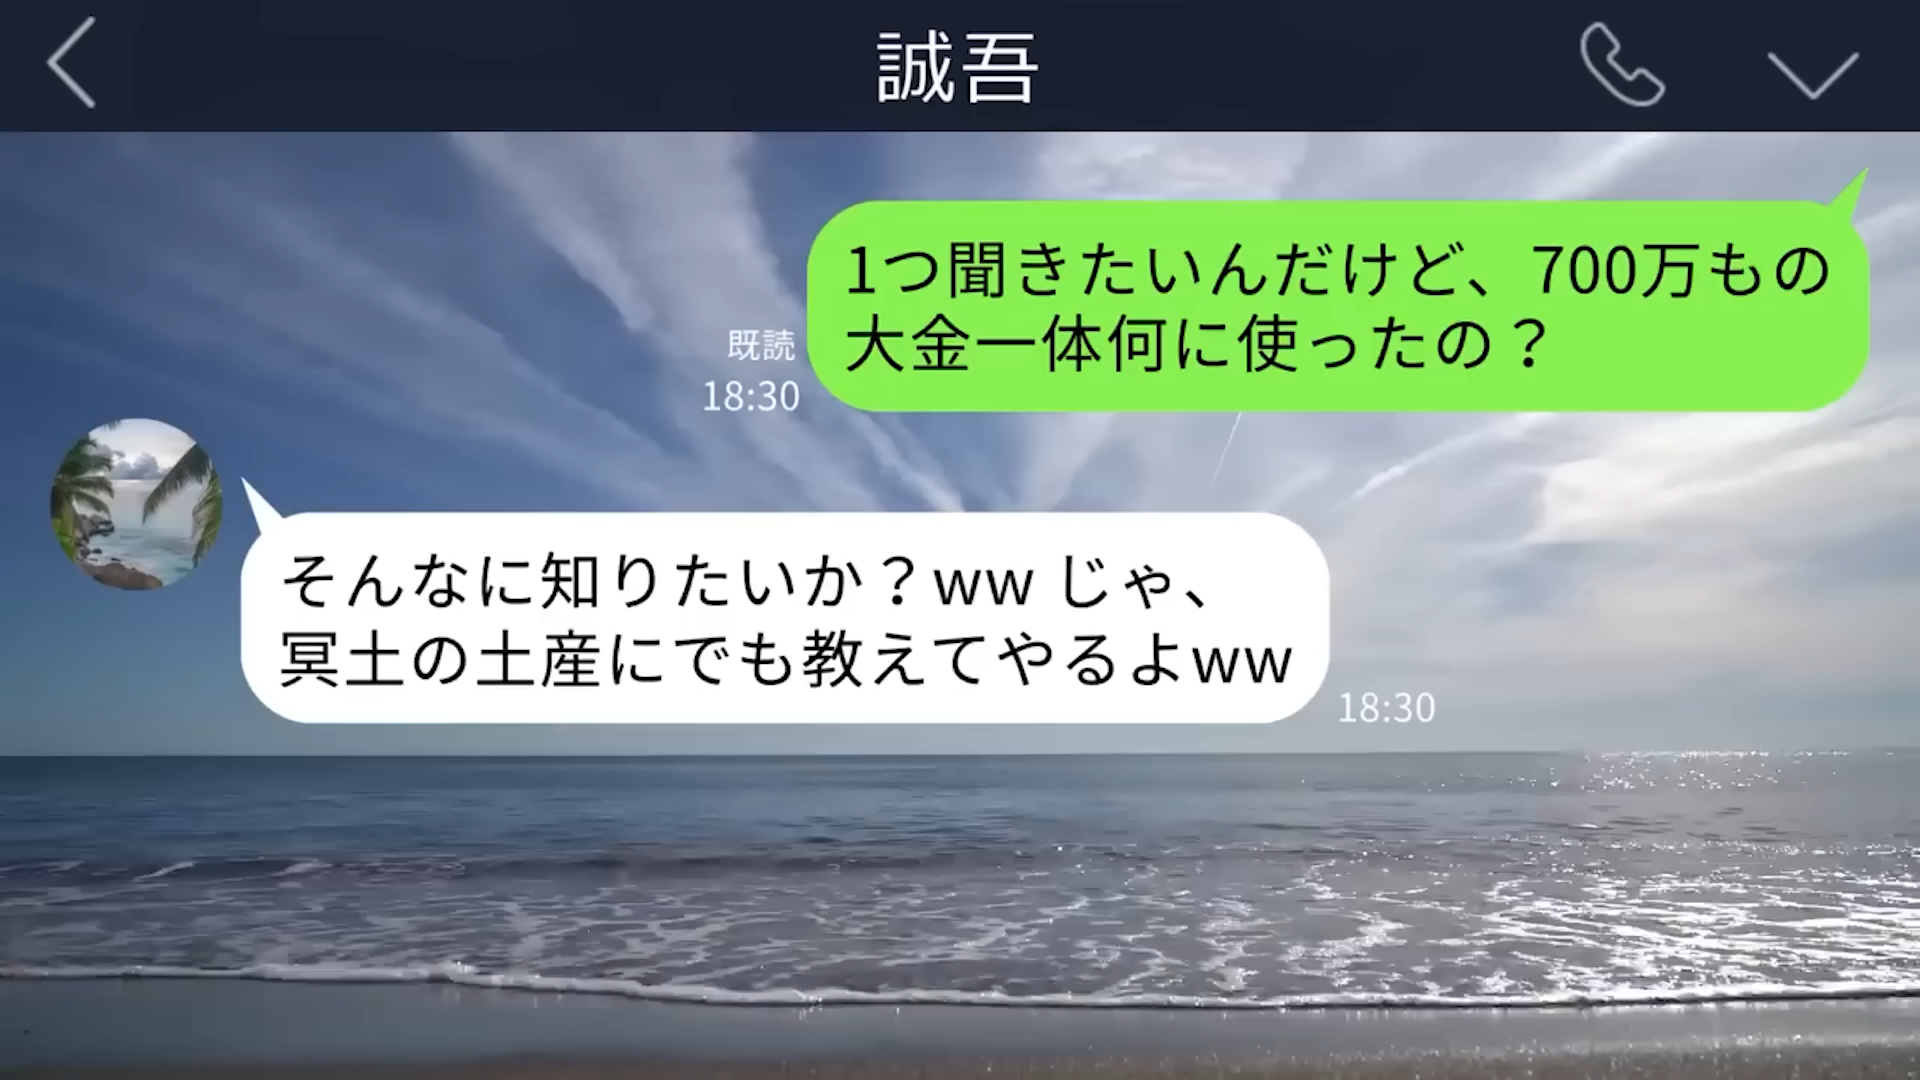 誠吾
1つ聞きたいんだけど、700万もの
大金一体何に使ったの？
既読
18:30
そんなに知りたいか？ww じゃ、
冥土の土産にでも教えてやるよww
18:30